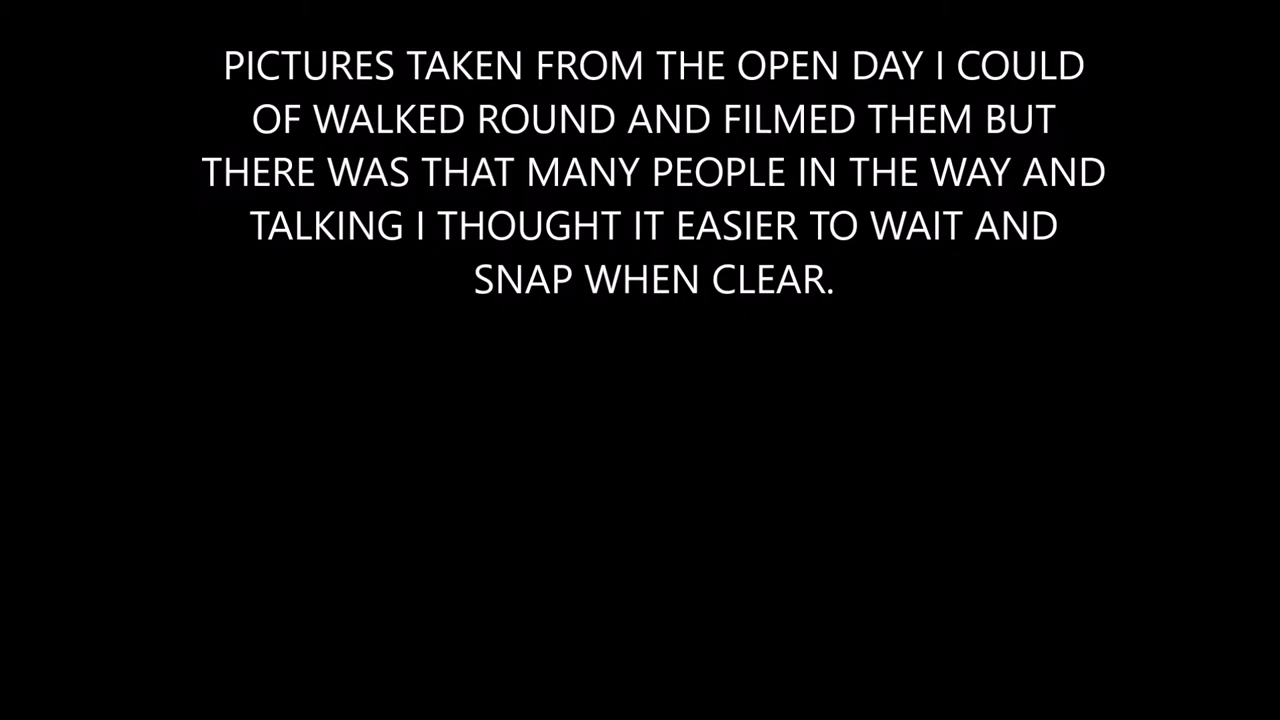 PICTURES TAKEN FROM THE OPEN DAY I COULD
OF WALKED ROUND AND FILMED THEM BUT
THERE WAS THAT MANY PEOPLE IN THE WAY AND
TALKING I THOUGHT IT EASIER TO WAIT AND
SNAP WHEN CLEAR.